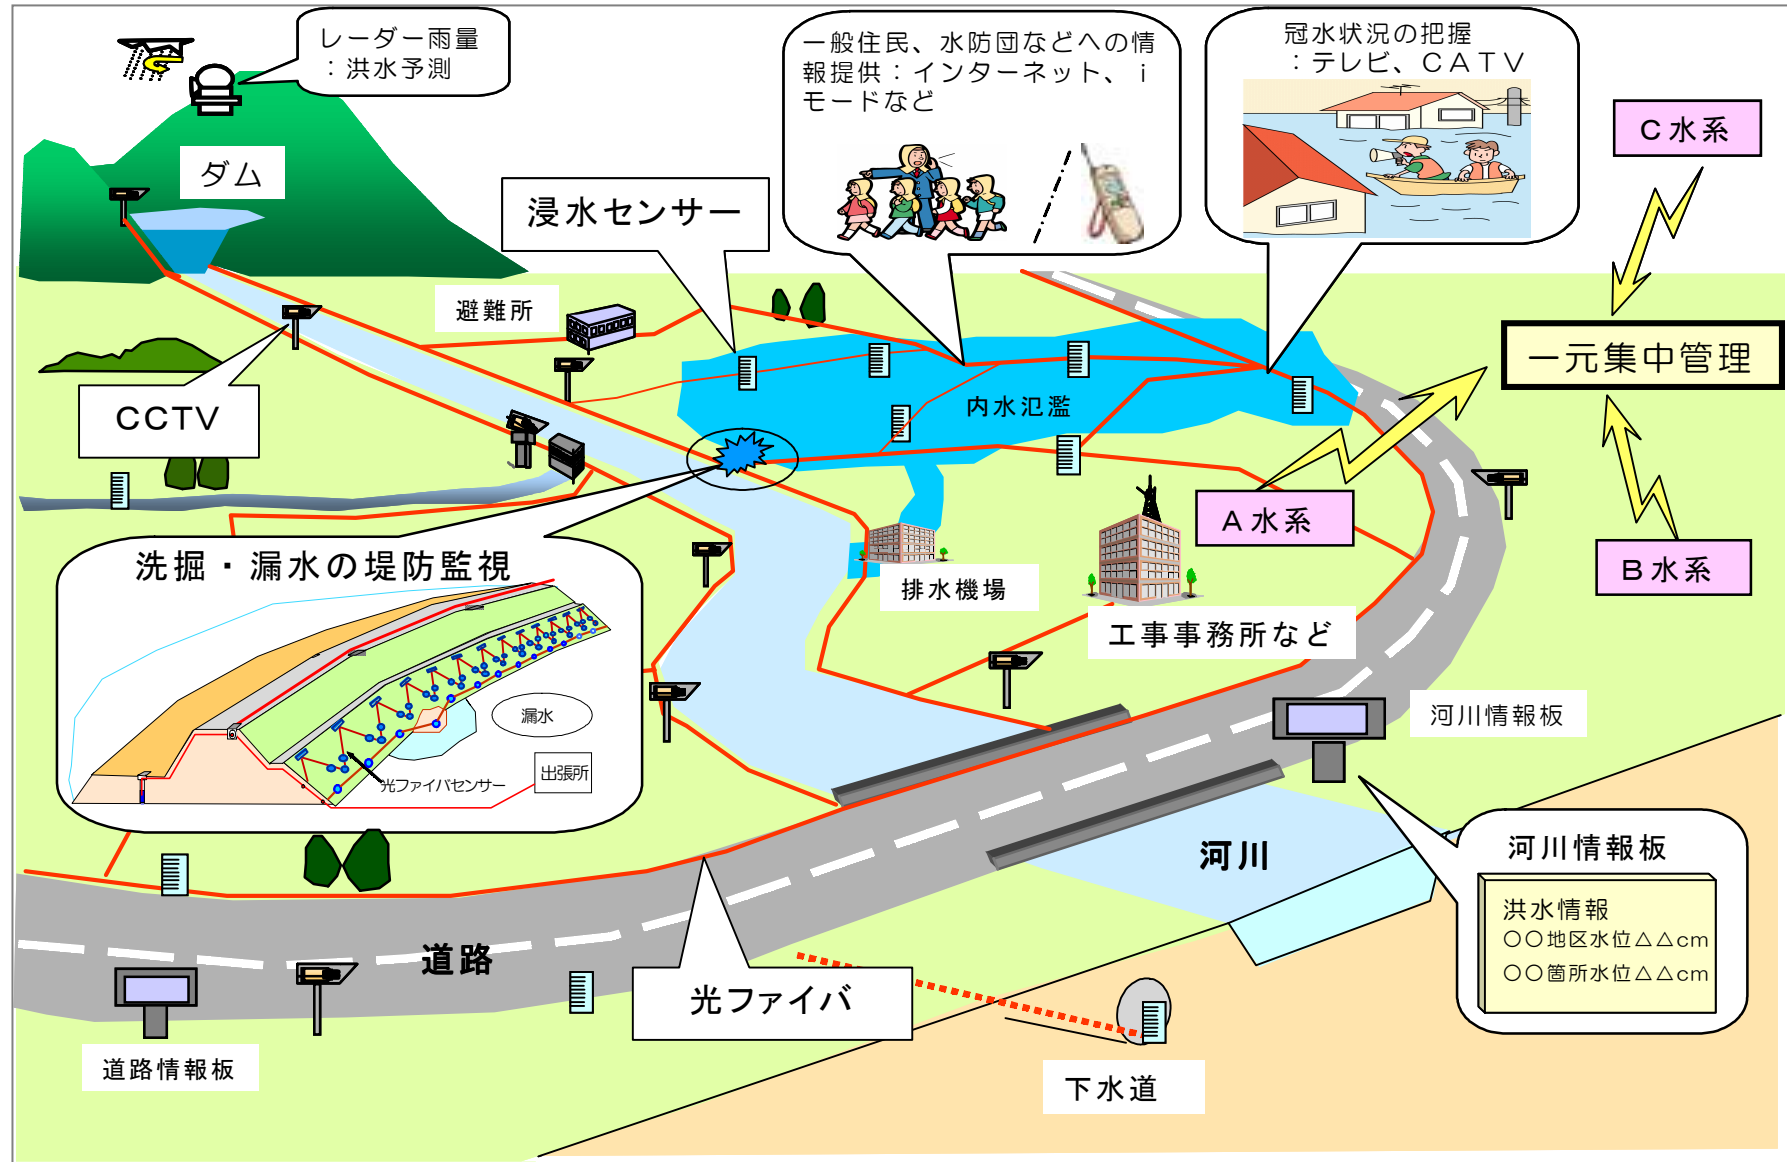 レーダー雨量
：洪水予測
一般住民、水防団などへの情
報提供：インターネット、ｉ
モードなど
冠水状況の把握
：テレビ、ＣＡＴＶ
Ｃ水系
ダム
浸水センサー
避難所
一元集中管理
ＣＣＴＶ
内水氾濫
Ａ水系
Ｂ水系
洗掘・漏水の堤防監視
漏水
光ファイバセンサー
出張所
排水機場
工事事務所など
河川情報板
河川
河川情報板
洪水情報
〇〇地区水位△△cm
〇〇箇所水位△△cm
道路
光ファイバ
道路情報板
下水道